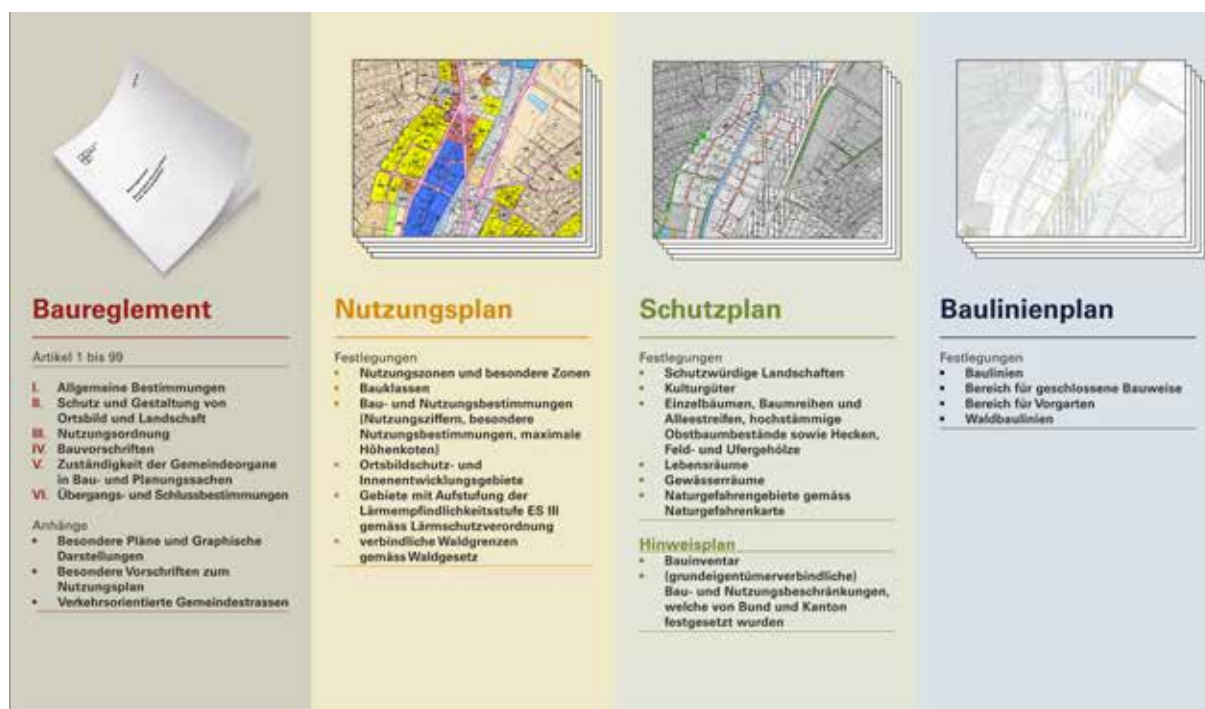 Baureglement
Artikel 1 bis 99
I. Allgemeine Bestimmungen
II. Schutz und Gestaltung von
Ortsbild und Landschaft
III. Nutzungsordnung
IV. Bauvorschriften
V. Zuständigkeit der Gemeindeorgane
in Bau- und Planungssachen
VI. Übergangs- und Schlussbestimmungen
Anhänge
• Besondere Pläne und Graphische
Darstellungen
• Besondere Vorschriften zum
Nutzungsplan
• Verkehrsorientierte Gemeindestrassen
Nutzungsplan
Festlegungen
• Nutzungszonen und besondere Zonen
• Bauklassen
• Bau- und Nutzungsbestimmungen
(Nutzungsziffern, besondere
Nutzungsbestimmungen, maximale
Höhenkoten)
• Ortsbildschutz- und
Innenentwicklungsgebiete
• Gebiete mit Aufstufung der
Lärmempfindlichkeitsstufe ES III
gemäss Lärmschutzverordnung
• verbindliche Waldgrenzen
gemäss Waldgesetz
Schutzplan
Festlegungen
• Schutzwürdige Landschaften
• Kulturgüter
• Einzelbäumen, Baumreihen und
Alleestreifen, hochstämmige
Obstbaumbestände sowie Hecken,
Feld- und Ufergehölze
• Lebensräume
• Gewässerräume
• Naturgefahrengebiete gemäss
Naturgefahrenkarte
Hinweisplan
• Bauinventar
• (grundeigentümerverbindliche)
Bau- und Nutzungsbeschränkungen,
welche von Bund und Kanton
festgesetzt wurden
Baulinienplan
Festlegungen
• Baulinien
• Bereich für geschlossene Bauweise
• Bereich für Vorgarten
• Waldbaulinien